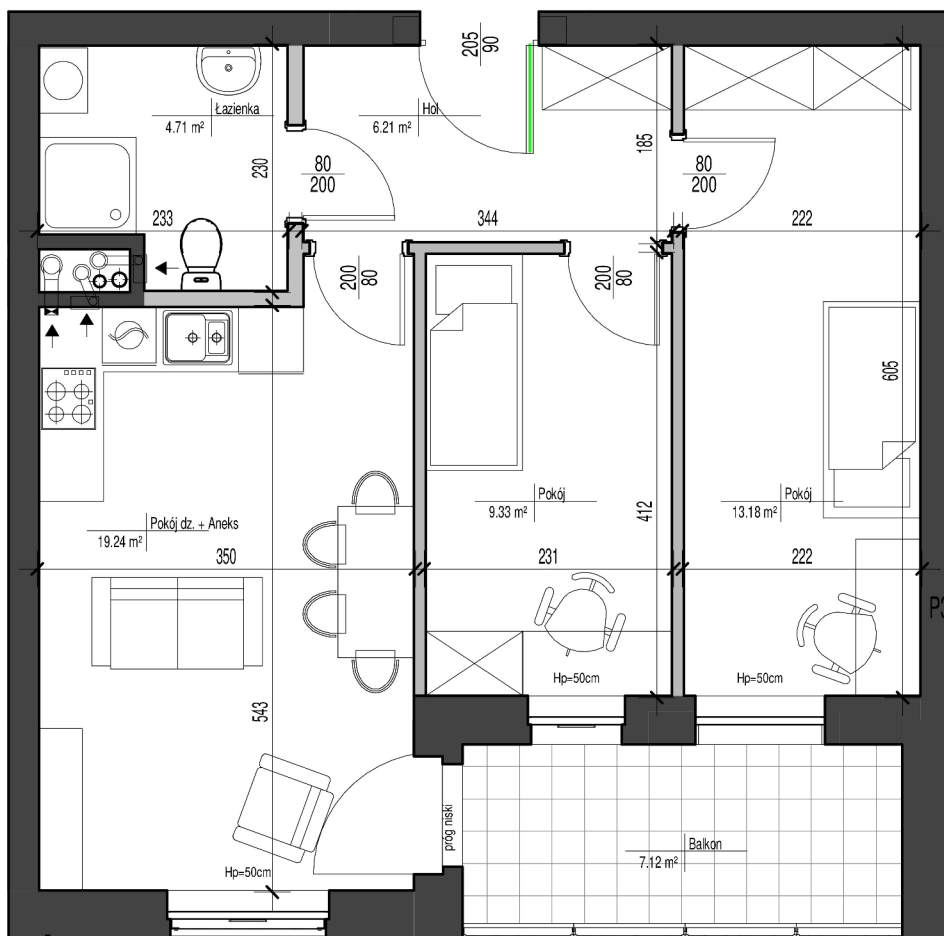 205
90
Łazienka
4.71 m²
Hol
6.21 m²
230
80
200
185
80
200
233
344
222
200
80
200
80
605
Pokój
9.33 m²
Pokój
13.18 m²
412
Pokój dz. + Aneks
19.24 m²
350
231
222
Hp=50cm
Hp=50cm
543
próg niski
Balkon
7.12 m²
Hp=50cm